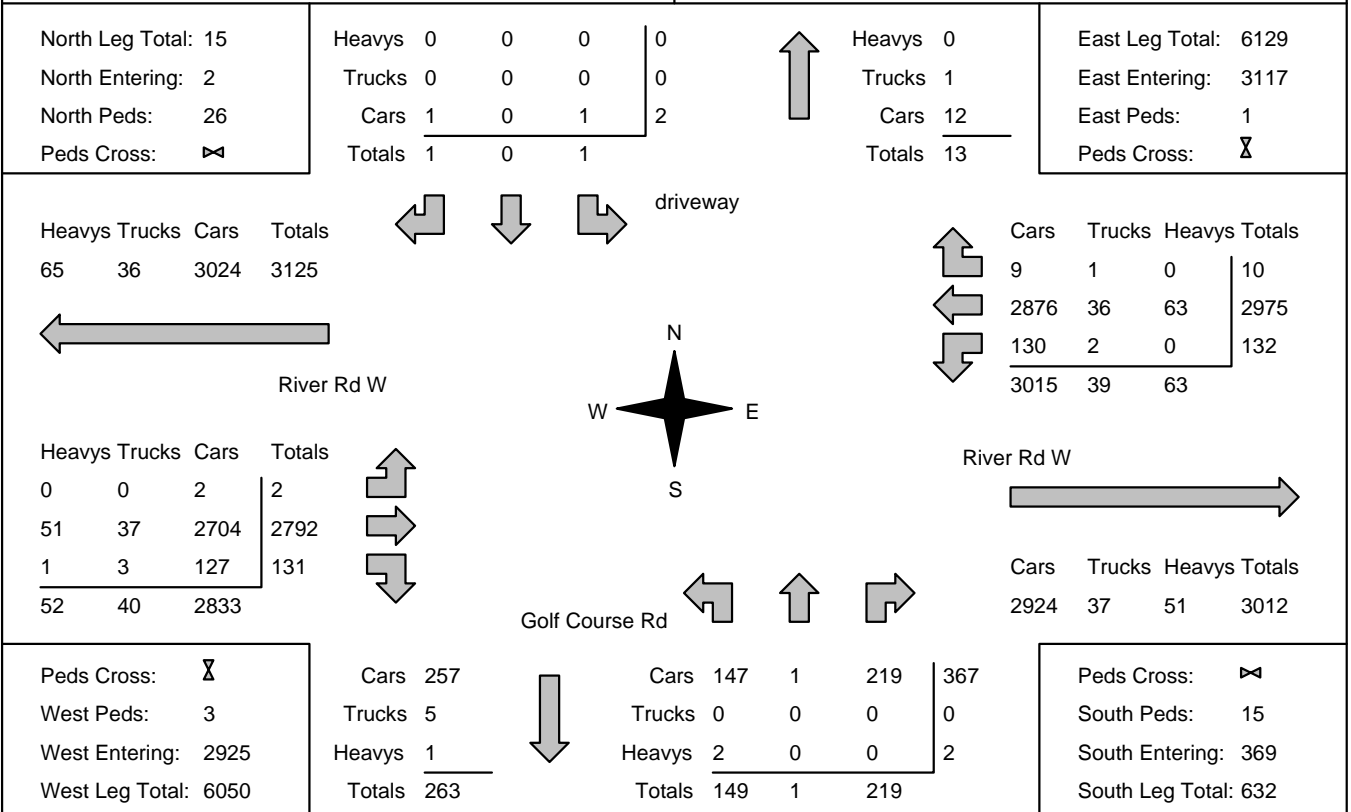 North Leg Total: 15
North Entering: 2
North Peds: 26
Peds Cross:
Heavys 0 0 0 0
Trucks 0 0 0 0
Cars 1 0 1 2
Totals 1 0 1
Heavys 0
Trucks 1
Cars 12
Totals 13
East Leg Total: 6129
East Entering: 3117
East Peds: 1
Peds Cross:
driveway
Heavys Trucks Cars Totals
65 36 3024 3125
Cars Trucks Heavys Totals
9 1 0 10
2876 36 63 2975
130 2 0 132
3015 39 63
River Rd W
N
W E
S
Heavys Trucks Cars Totals
0 0 2 2
51 37 2704 2792
1 3 127 131
52 40 2833
River Rd W
Cars Trucks Heavys Totals
2924 37 51 3012
Golf Course Rd
Peds Cross:
West Peds: 3
West Entering: 2925
West Leg Total: 6050
Cars 257
Trucks 5
Heavys 1
Totals 263
Cars 147 1 219 367
Trucks 0 0 0 0
Heavys 2 0 0 2
Totals 149 1 219
Peds Cross:
South Peds: 15
South Entering: 369
South Leg Total: 632